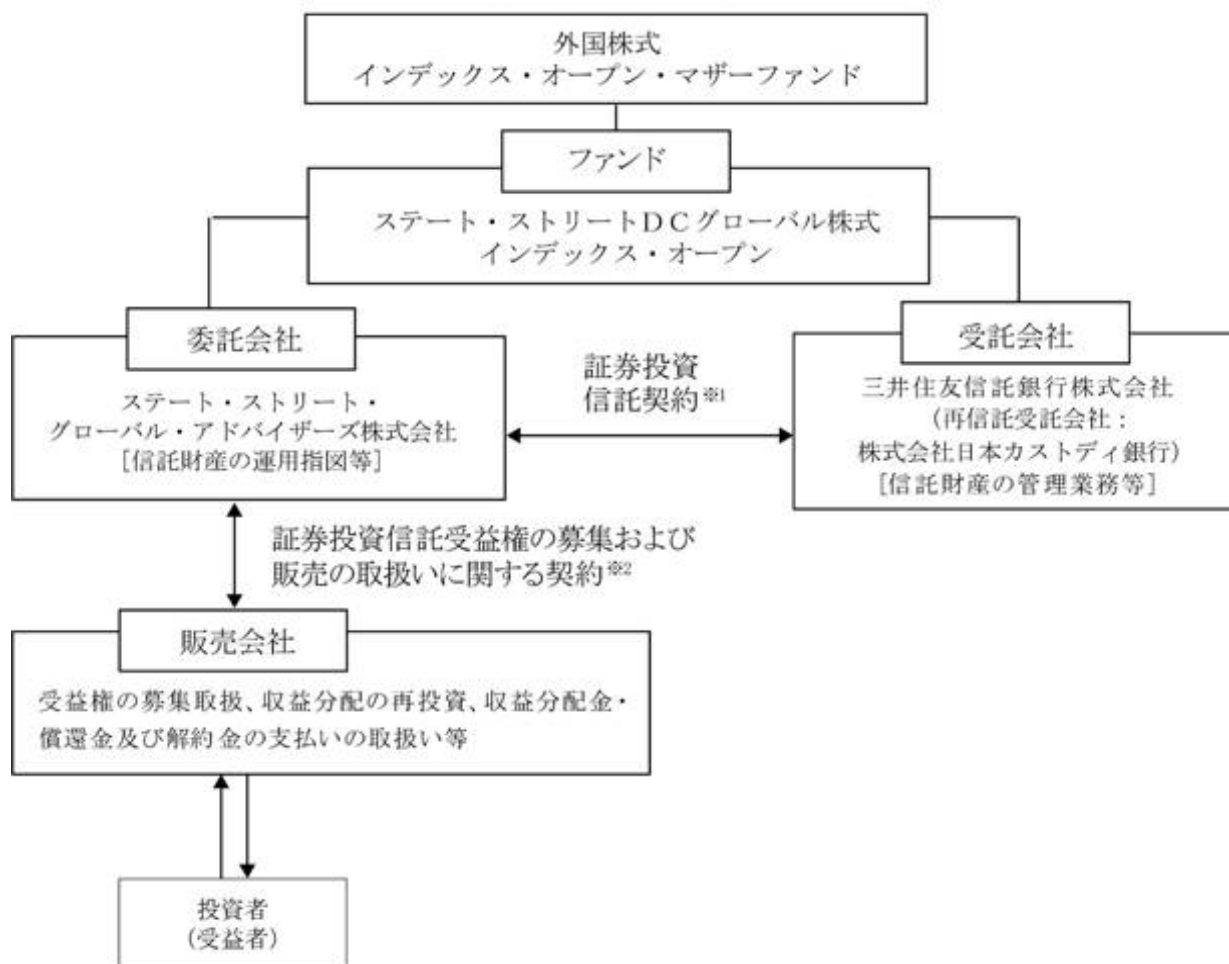 外国株式
インデックス・オープン・マザーファンド
ファンド
ステート・ストリートDCグローバル株式
インデックス・オープン
委託会社
ステート・ストリート・
グローバル・アドバイザーズ株式会社
[信託財産の運用指図等]
証券投資
信託契約※1
受託会社
三井住友信託銀行株式会社
(再信託受託会社:
株式会社日本カストディ銀行)
[信託財産の管理業務等]
証券投資信託受益権の募集および
販売の取扱いに関する契約※2
販売会社
受益権の募集取扱、収益分配の再投資、収益分配金・
償還金及び解約金の支払いの取扱い等
投資者
(受益者)